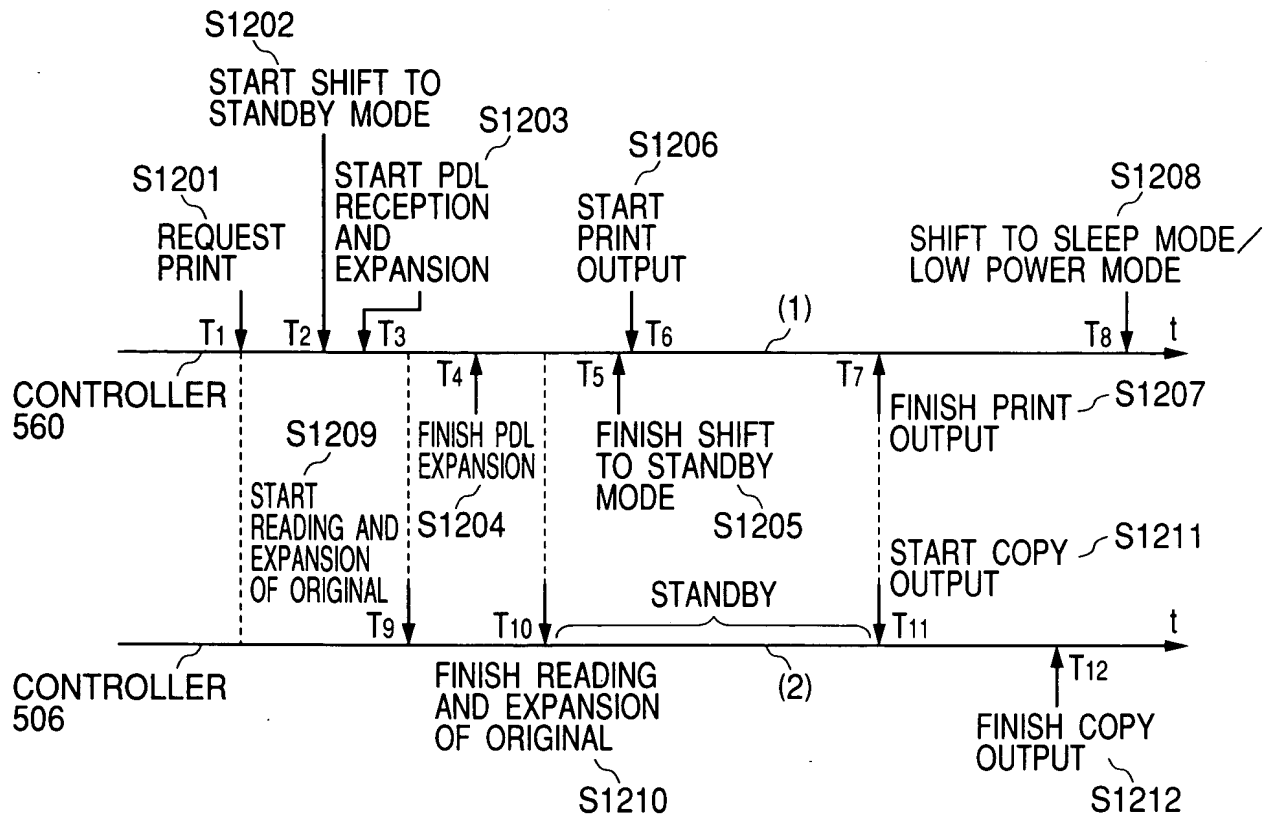 S1202
START SHIFT TO
STANDBY MODE
S1203
START PDL
RECEPTION
AND
EXPANSION
S1201
REQUEST
PRINT
S1206
START
PRINT
OUTPUT
S1208
SHIFT TO SLEEP MODE/
LOW POWER MODE
T1
T2
T3
T6
(1)
T8
t
CONTROLLER
560
T4
T5
T7
S1209
START
READING AND
EXPANSION
OF ORIGINAL
FINISH PDL
EXPANSION
S1204
FINISH SHIFT
TO STANDBY
MODE
S1205
FINISH PRINT
OUTPUT
S1207
START COPY
OUTPUT
S1211
STANDBY
T9
T10
T11
t
CONTROLLER
506
FINISH READING
AND EXPANSION
OF ORIGINAL
S1210
(2)
T12
FINISH COPY
OUTPUT
S1212